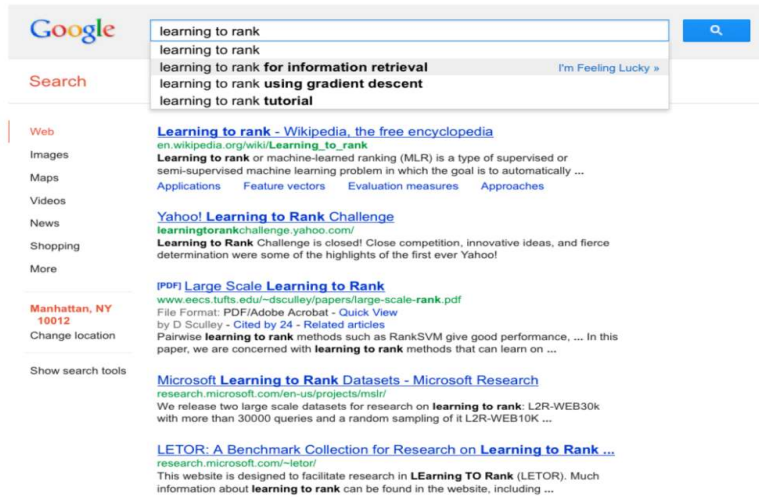 Google
learning to rank
learning to rank
learning to rank for information retrieval I'm Feeling Lucky »
learning to rank using gradient descent
learning to rank tutorial
Search
Web
Images
Maps
Videos
News
Shopping
More
Manhattan, NY
10012
Change location
Show search tools
Learning to rank - Wikipedia, the free encyclopedia
en.wikipedia.org/wiki/Learning_to_rank
Learning to rank or machine-learned ranking (MLR) is a type of supervised or
semi-supervised machine learning problem in which the goal is to automatically ...
Applications Feature vectors Evaluation measures Approaches
Yahoo! Learning to Rank Challenge
learningtorankchallenge.yahoo.com/
Learning to Rank Challenge is closed! Close competition, innovative ideas, and fierce
determination were some of the highlights of the first ever Yahoo!
[PDF] Large Scale Learning to Rank
www.eecs.tufts.edu/~dsculley/papers/large-scale-rank.pdf
File Format: PDF/Adobe Acrobat - Quick View
by D Sculley - Cited by 24 - Related articles
Pairwise learning to rank methods such as RankSVM give good performance, ... In this
paper, we are concerned with learning to rank methods that can learn on ...
Microsoft Learning to Rank Datasets - Microsoft Research
research.microsoft.com/en-us/projects/mslr/
We release two large scale datasets for research on learning to rank: L2R-WEB30k
with more than 30000 queries and a random sampling of it L2R-WEB10K ...
LETOR: A Benchmark Collection for Research on Learning to Rank ...
research.microsoft.com/~letor/
This website is designed to facilitate research in LEarning TO Rank (LETOR). Much
information about learning to rank can be found in the website, including ...